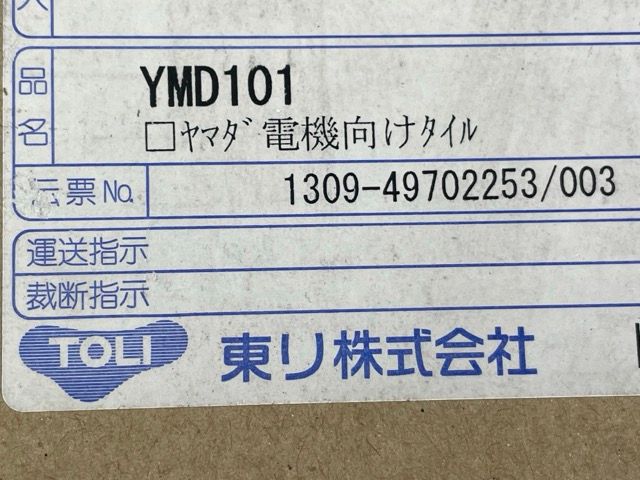 品名
YMD101
□ヤマダ電機向けタイル
伝票No.
1309-49702253/003
運送指示
裁断指示
TOLI
東リ株式会社